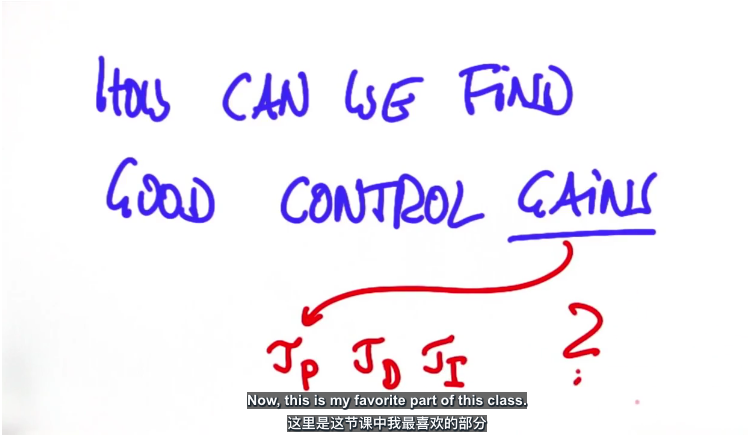 HOW CAN WE FIND
GOOD CONTROL GAINS
τP τD τI ?
Now, this is my favorite part of this class.
这里是这节课中我最喜欢的部分